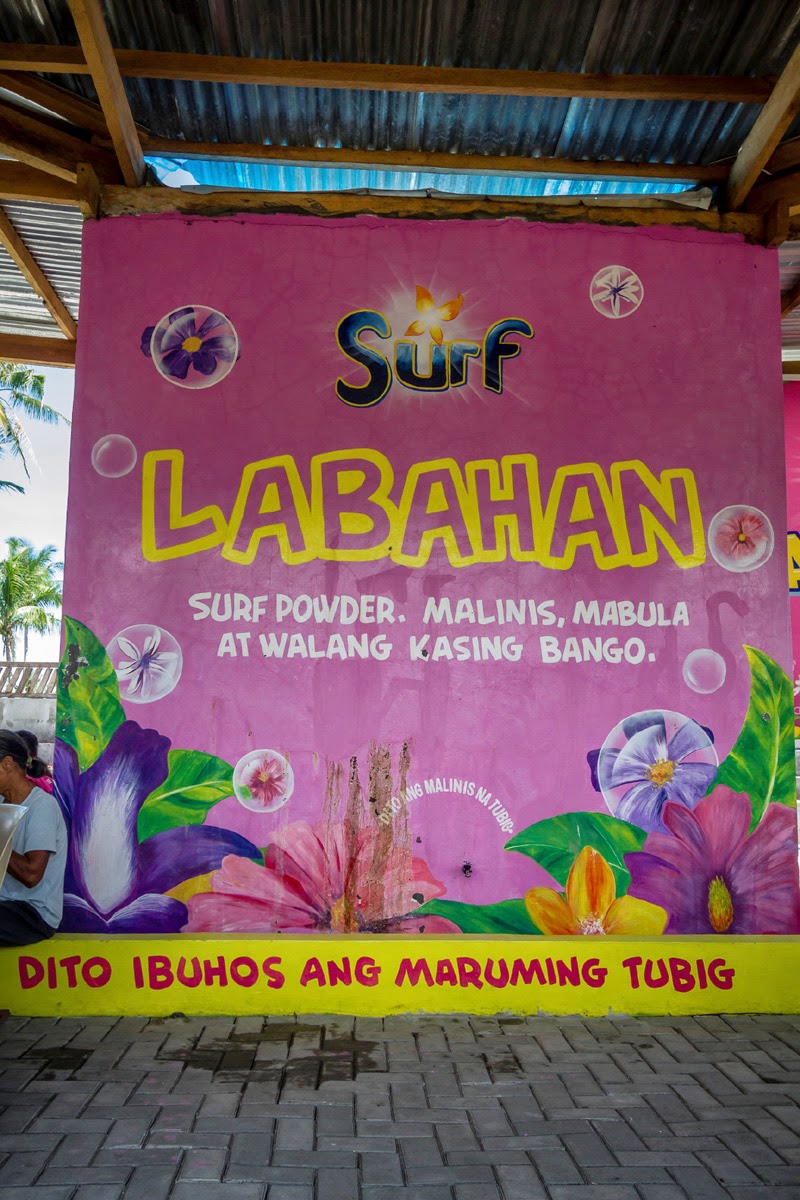 Surf
LABAHAN
SURF POWDER. MALINIS, MABULA
AT WALANG KASING BANGO.
DITO ANG MALINIS NA TUBIG
DITO IBUHOS ANG MARUMING TUBIG